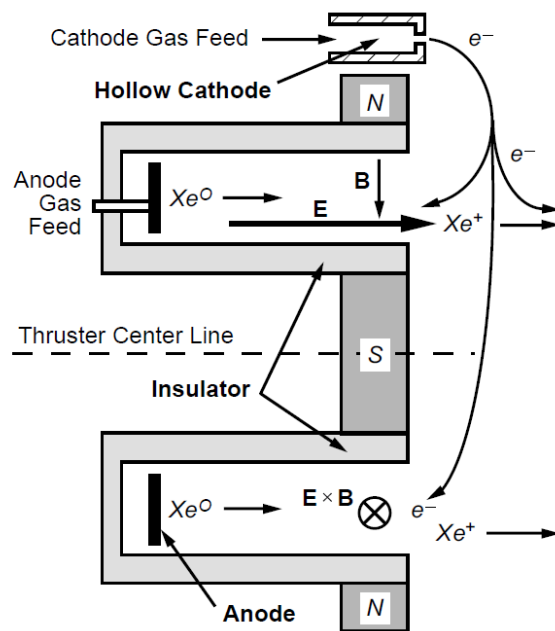 Cathode Gas Feed
e⁻
Hollow Cathode
N
e⁻
Anode
Gas
Feed
Xe⁰
B
E
Xe⁺
Thruster Center Line
S
Insulator
E × B
Xe⁰
e⁻
Xe⁺
Anode
N